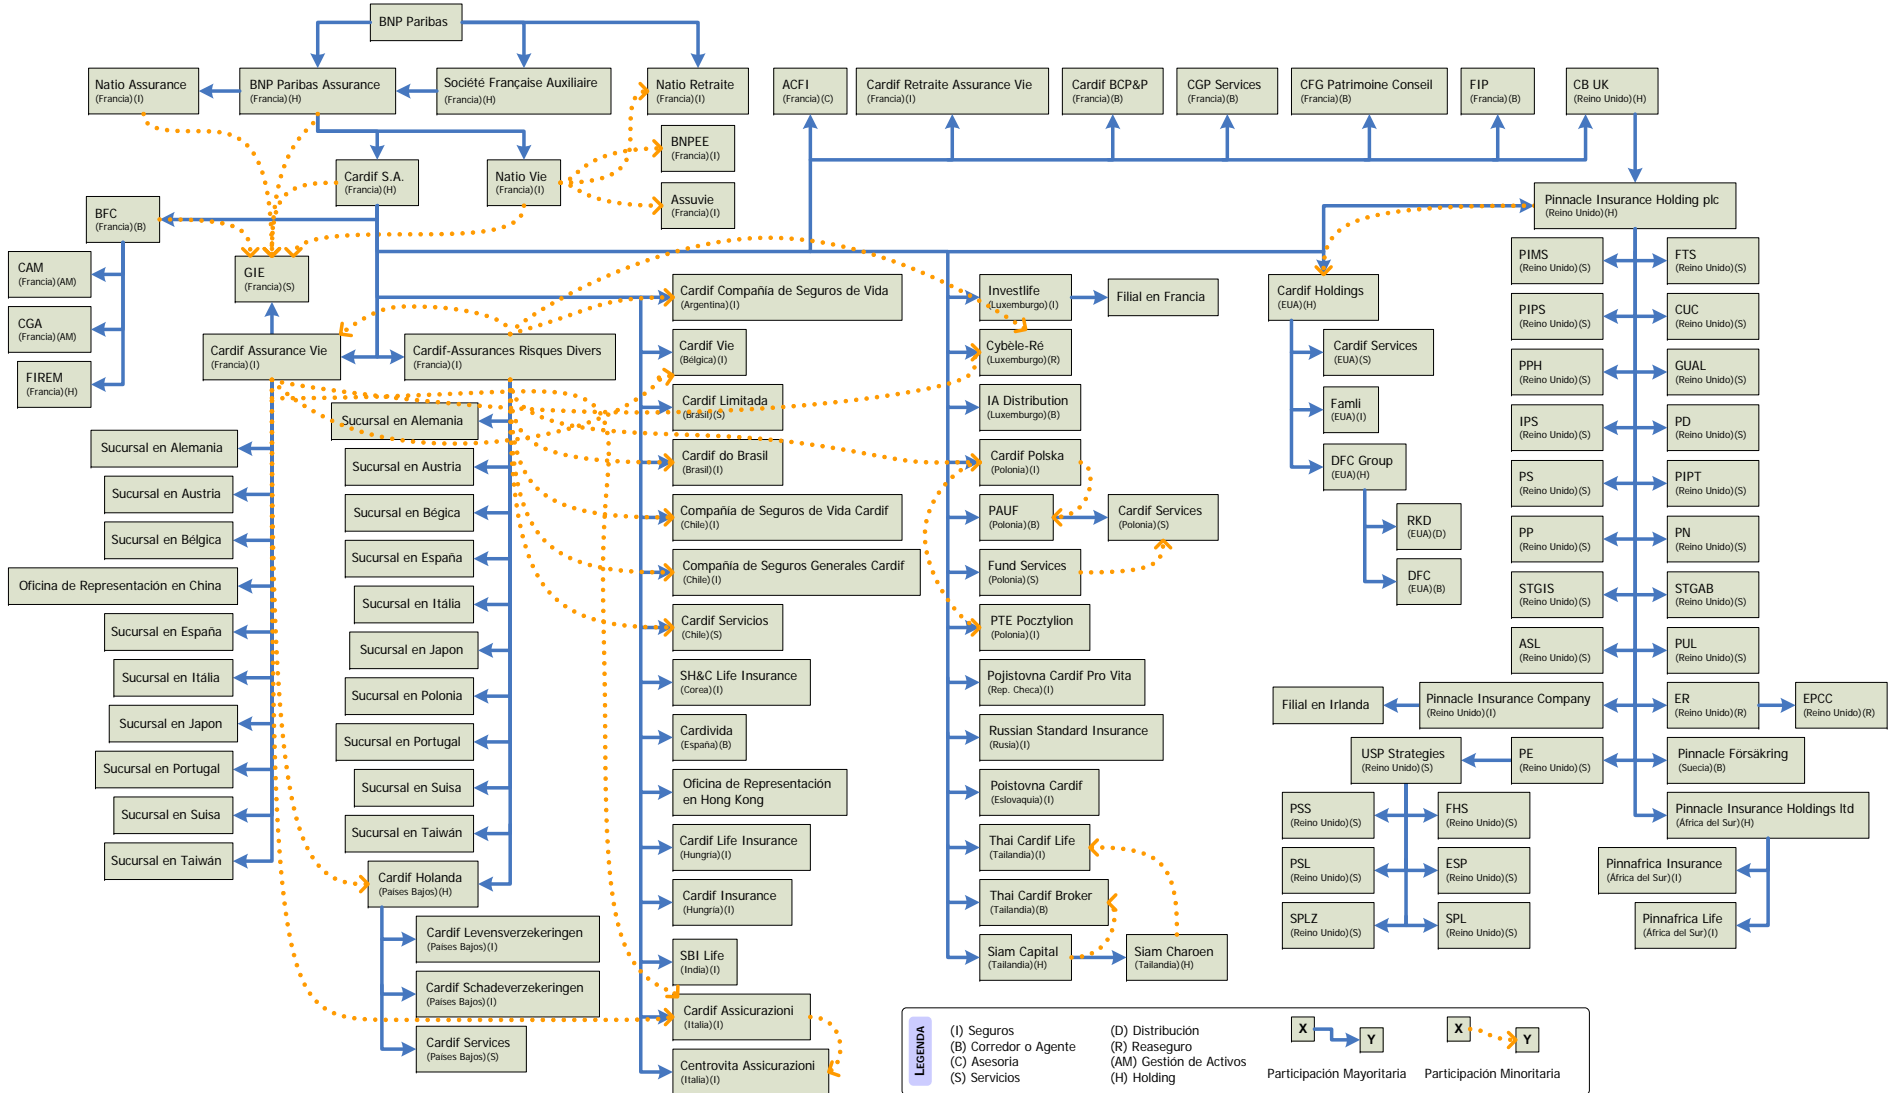 BNP Paribas
Natio Assurance
(Francia)(I)
BNP Paribas Assurance
(Francia)(H)
Société Française Auxiliaire
(Francia)(H)
Natio Retraite
(Francia)(I)
ACFI
(Francia)(C)
Cardif Retraite Assurance Vie
(Francia)(I)
Cardif BCP&P
(Francia)(B)
CGP Services
(Francia)(B)
CFG Patrimoine Conseil
(Francia)(B)
FIP
(Francia)(B)
CB UK
(Reino Unido)(H)
BNPEE
(Francia)(I)
Cardif S.A.
(Francia)(H)
Natio Vie
(Francia)(I)
Assuvie
(Francia)(I)
Pinnacle Insurance Holding plc
(Reino Unido)(H)
BFC
(Francia)(B)
CAM
(Francia)(AM)
CGA
(Francia)(AM)
FIREM
(Francia)(H)
GIE
(Francia)(S)
Cardif Assurance Vie
(Francia)(I)
Cardif-Assurances Risques Divers
(Francia)(I)
Sucursal en Alemania
Sucursal en Austria
Sucursal en Bélgica
Oficina de Representación en China
Sucursal en España
Sucursal en Itália
Sucursal en Japon
Sucursal en Portugal
Sucursal en Suisa
Sucursal en Taiwán
Sucursal en Alemania
Sucursal en Austria
Sucursal en Bégica
Sucursal en España
Sucursal en Itália
Sucursal en Japon
Sucursal en Polonia
Sucursal en Portugal
Sucursal en Suisa
Sucursal en Taiwán
Cardif Holanda
(Países Bajos)(H)
Cardif Levensverzekeringen
(Países Bajos)(I)
Cardif Schadeverzekeringen
(Países Bajos)(I)
Cardif Services
(Países Bajos)(S)
Cardif Compañía de Seguros de Vida
(Argentina)(I)
Cardif Vie
(Bélgica)(I)
Cardif Limitada
(Brasil)(S)
Cardif do Brasil
(Brasil)(I)
Compañía de Seguros de Vida Cardif
(Chile)(I)
Compañía de Seguros Generales Cardif
(Chile)(I)
Cardif Servicios
(Chile)(S)
SH&C Life Insurance
(Corea)(I)
Cardivida
(España)(B)
Oficina de Representación
en Hong Kong
Cardif Life Insurance
(Hungría)(I)
Cardif Insurance
(Hungría)(I)
SBI Life
(India)(I)
Cardif Assicurazioni
(Italia)(I)
Centrovita Assicurazioni
(Italia)(I)
Investlife
(Luxemburgo)(I)
Filial en Francia
Cybèle-Ré
(Luxemburgo)(R)
IA Distribution
(Luxemburgo)(B)
Cardif Polska
(Polonia)(I)
PAUF
(Polonia)(B)
Cardif Services
(Polonia)(S)
Fund Services
(Polonia)(S)
PTE Pocztylion
(Polonia)(I)
Pojistovna Cardif Pro Vita
(Rep. Checa)(I)
Russian Standard Insurance
(Rusia)(I)
Poistovna Cardif
(Eslovaquia)(I)
Thai Cardif Life
(Tailandia)(I)
Thai Cardif Broker
(Tailandia)(B)
Siam Capital
(Tailandia)(H)
Siam Charoen
(Tailandia)(H)
Cardif Holdings
(EUA)(H)
Cardif Services
(EUA)(S)
Famli
(EUA)(I)
DFC Group
(EUA)(H)
RKD
(EUA)(D)
DFC
(EUA)(B)
PIMS
(Reino Unido)(S)
FTS
(Reino Unido)(S)
PIPS
(Reino Unido)(S)
CUC
(Reino Unido)(S)
PPH
(Reino Unido)(S)
GUAL
(Reino Unido)(S)
IPS
(Reino Unido)(S)
PD
(Reino Unido)(S)
PS
(Reino Unido)(S)
PIPT
(Reino Unido)(S)
PP
(Reino Unido)(S)
PN
(Reino Unido)(S)
STGIS
(Reino Unido)(S)
STGAB
(Reino Unido)(S)
ASL
(Reino Unido)(S)
PUL
(Reino Unido)(S)
Filial en Irlanda
Pinnacle Insurance Company
(Reino Unido)(I)
ER
(Reino Unido)(R)
EPCC
(Reino Unido)(R)
USP Strategies
(Reino Unido)(S)
PE
(Reino Unido)(S)
Pinnacle Försäkring
(Suecia)(B)
PSS
(Reino Unido)(S)
FHS
(Reino Unido)(S)
PSL
(Reino Unido)(S)
ESP
(Reino Unido)(S)
SPLZ
(Reino Unido)(S)
SPL
(Reino Unido)(S)
Pinnacle Insurance Holdings ltd
(África del Sur)(H)
Pinnafrica Insurance
(África del Sur)(I)
Pinnafrica Life
(África del Sur)(I)
LEGENDA
(I) Seguros
(B) Corredor o Agente
(C) Asesoria
(S) Servicios
(D) Distribución
(R) Reaseguro
(AM) Gestión de Activos
(H) Holding
X
Y
Participación Mayoritaria
X
Y
Participación Minoritaria